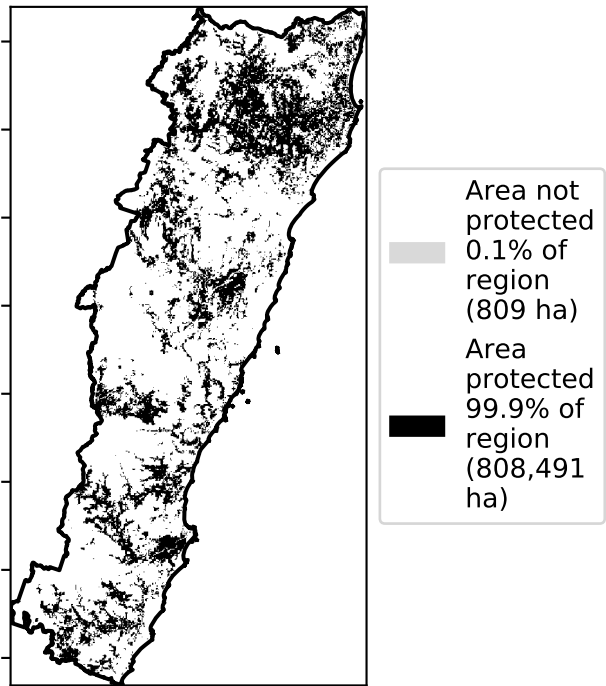 Area not
protected
0.1% of
region
(809 ha)
Area
protected
99.9% of
region
(808,491
ha)